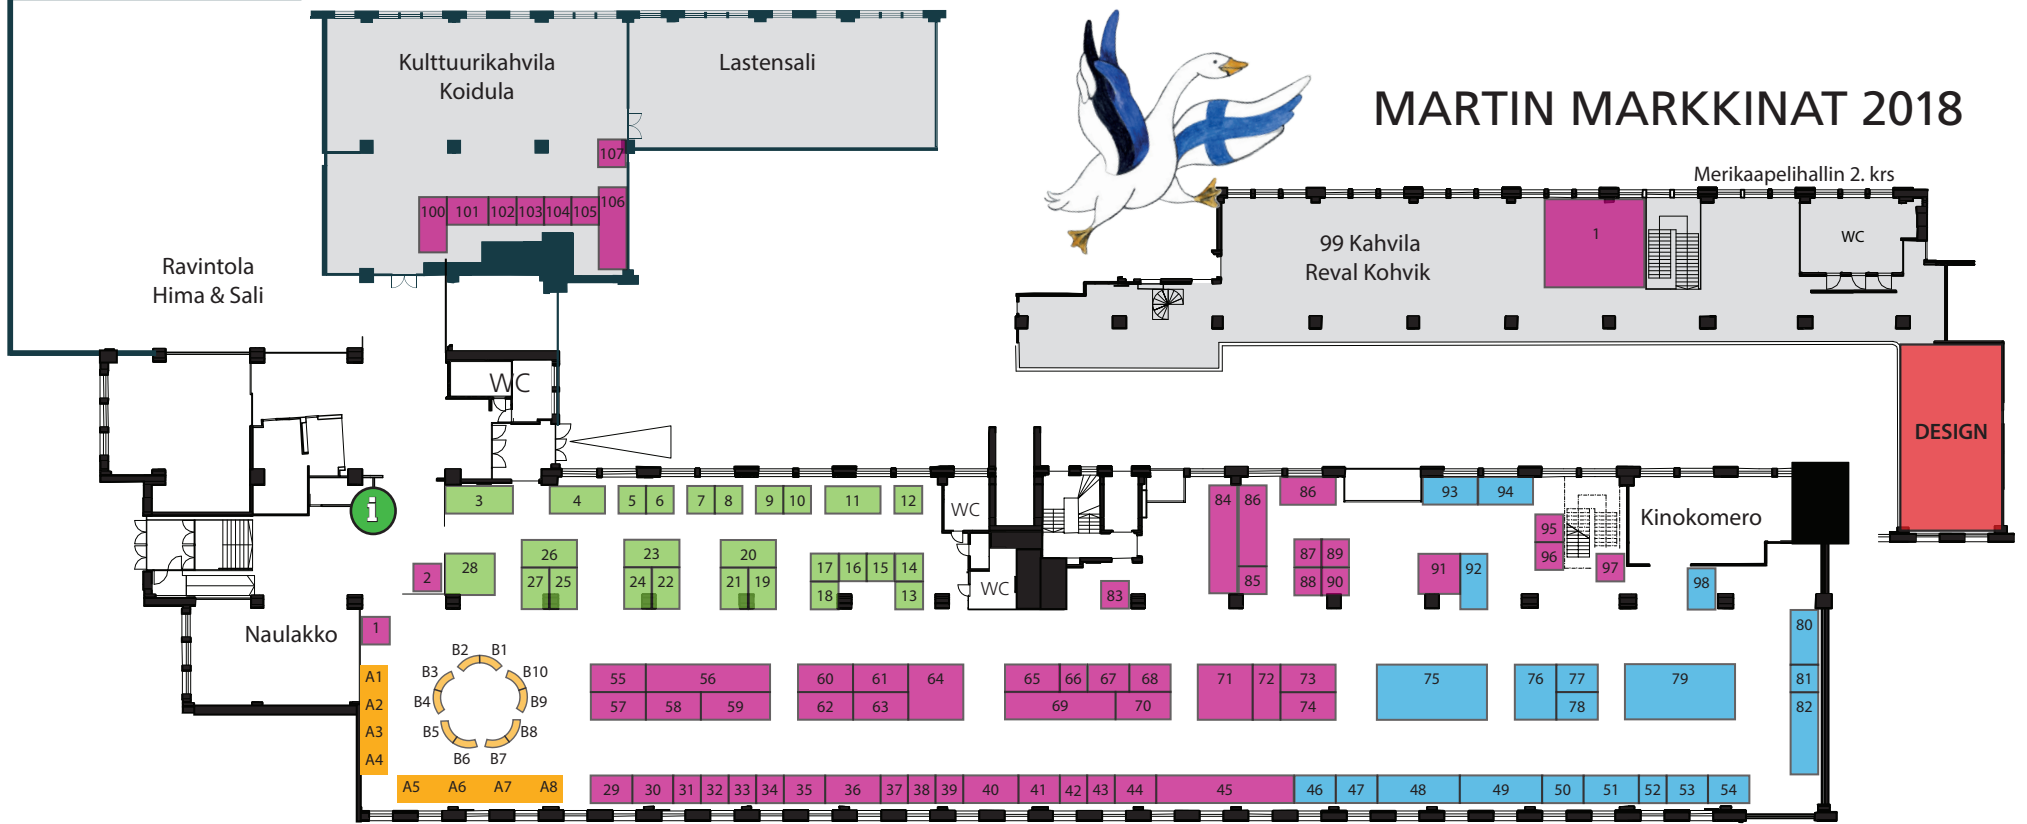 MARTIN MARKKINAT 2018
Kulttuurikahvila
Koidula
Lastensali
107
100 101 102 103 104 105 106
Merikaapelihallin 2. krs
99 Kahvila
Reval Kohvik
1
WC
DESIGN
Ravintola
Hima & Sali
WC
i
3 4 5 6 7 8 9 10 11 12
WC
84 86 86 93 94
95
96
97
Kinokomero
2 28
26 23 20
27 25 24 22 21 19
17 16 15 14
18 13
WC
83
85
87 89
88 90
91 92
98
Naulakko
1
A1
A2
A3
A4
A5 A6 A7 A8
B2 B1
B3 B10
B4 B9
B5 B8
B6 B7
55 56
57 58 59
60 61 64
62 63
65 66 67 68
69 70
71 72 73
74
75
76 77
78
79
80
81
82
29 30 31 32 33 34 35 36 37 38 39 40 41 42 43 44 45 46 47 48 49 50 51 52 53 54